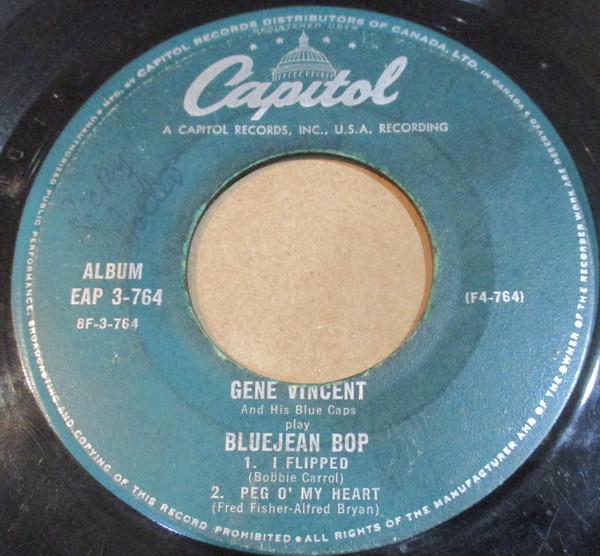 MFD. BY CAPITOL RECORDS DISTRIBUTORS OF CANADA, LTD. IN CANADA
REGISTERED USER
Capitol
A CAPITOL RECORDS, INC., U.S.A. RECORDING
ALBUM
EAP 3-764
8F-3-764
(F4-764)
GENE VINCENT
And His Blue Caps
play
BLUEJEAN BOP
1. I FLIPPED
(Bobbie Carrol)
2. PEG O' MY HEART
(Fred Fisher-Alfred Bryan)
UNAUTHORIZED PUBLIC PERFORMANCE, BROADCASTING AND COPYING OF THIS RECORD PROHIBITED • ALL RIGHTS OF THE MANUFACTURER AND OF THE OWNER OF THE RECORDED WORK ARE RESERVED